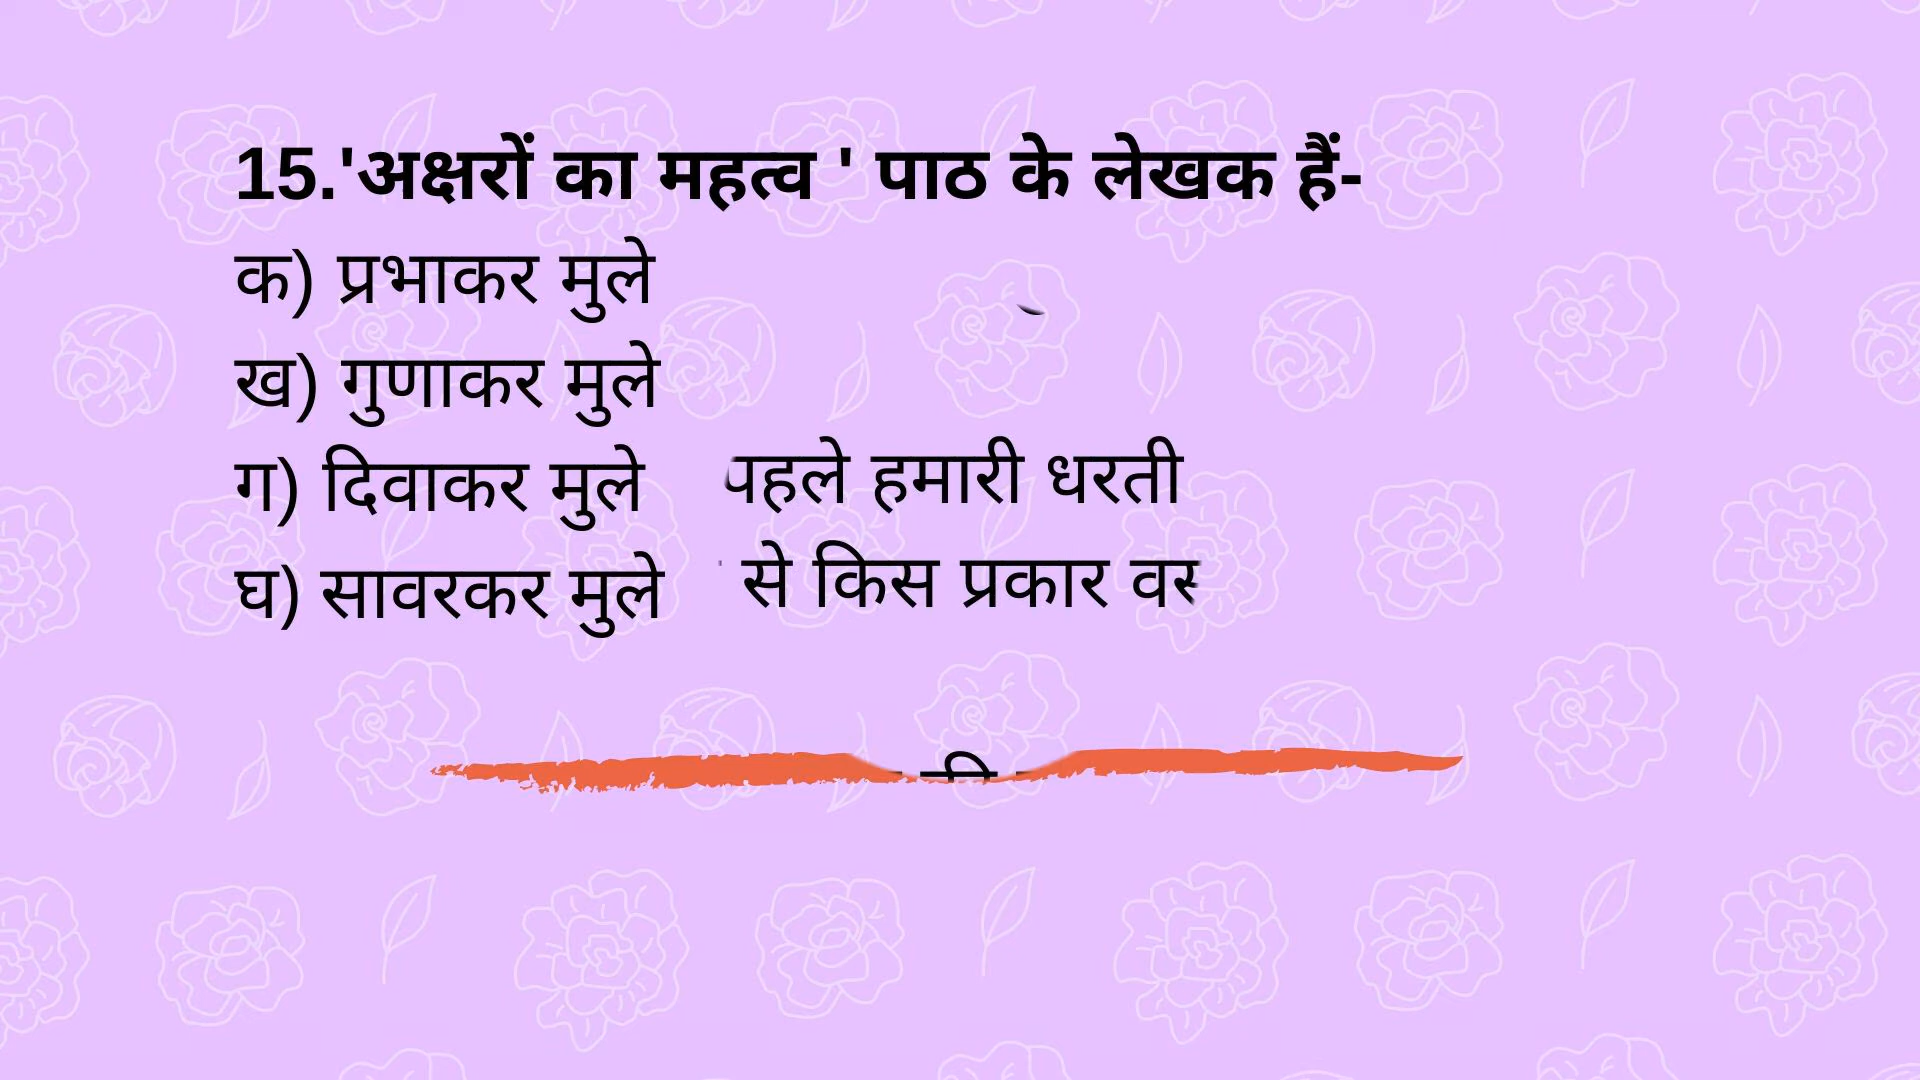 15.'अक्षरों का महत्व ' पाठ के लेखक हैं-
क) प्रभाकर मुले
ख) गुणाकर मुले
ग) दिवाकर मुले
पहले हमारी धरती
घ) सावरकर मुले
से किस प्रकार